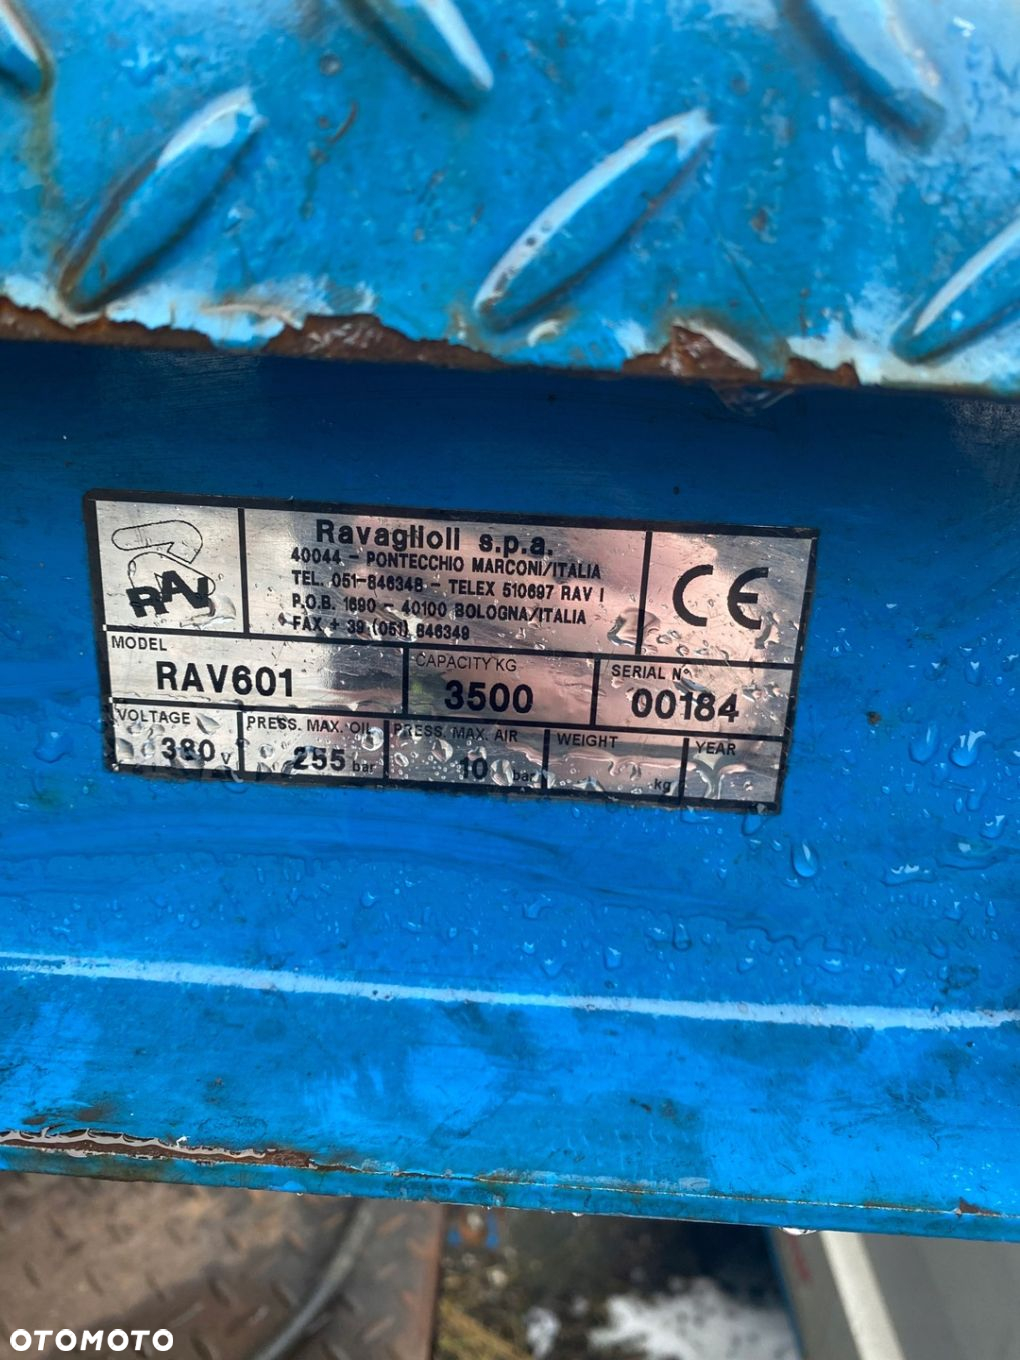 Ravaglioli s.p.a.
40044 - PONTECCHIO MARCONI/ITALIA
TEL. 051-846348 - TELEX 510697 RAV I
P.O.B. 1690 - 40100 BOLOGNA/ITALIA
FAX + 39 (051) 846349
RAV
CE
MODEL
RAV601
CAPACITY KG
3500
SERIAL N°
00184
VOLTAGE
380 V
PRESS. MAX. OIL
255 bar
PRESS. MAX. AIR
10 bar
WEIGHT
kg
YEAR
OTOMOTO